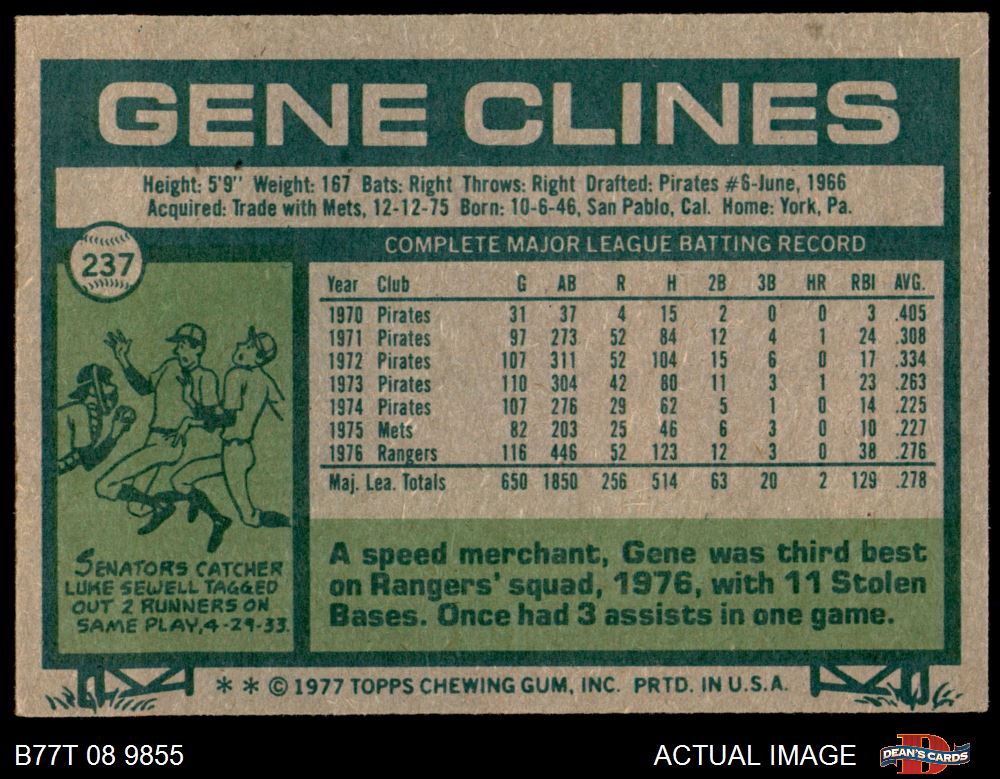 GENE CLINES
Height: 5'9" Weight: 167 Bats: Right Throws: Right Drafted: Pirates #6-June, 1966
Acquired: Trade with Mets, 12-12-75 Born: 10-6-46, San Pablo, Cal. Home: York, Pa.
237
COMPLETE MAJOR LEAGUE BATTING RECORD
Year Club G AB R H 2B 3B HR RBI AVG.
1970 Pirates 31 37 4 15 2 0 0 3 .405
1971 Pirates 97 273 52 84 12 4 1 24 .308
1972 Pirates 107 311 52 104 15 6 0 17 .334
1973 Pirates 110 304 42 80 11 3 1 23 .263
1974 Pirates 107 276 29 62 5 1 0 14 .225
1975 Mets 82 203 25 46 6 3 0 10 .227
1976 Rangers 116 446 52 123 12 3 0 38 .276
Maj. Lea. Totals 650 1850 256 514 63 20 2 129 .278
SENATORS CATCHER
LUKE SEWELL TAGGED
OUT 2 RUNNERS ON
SAME PLAY, 4-29-33.
A speed merchant, Gene was third best
on Rangers' squad, 1976, with 11 Stolen
Bases. Once had 3 assists in one game.
* * © 1977 TOPPS CHEWING GUM, INC. PRTD. IN U.S.A.
B77T 08 9855
ACTUAL IMAGE
D
DEAN'S CARDS